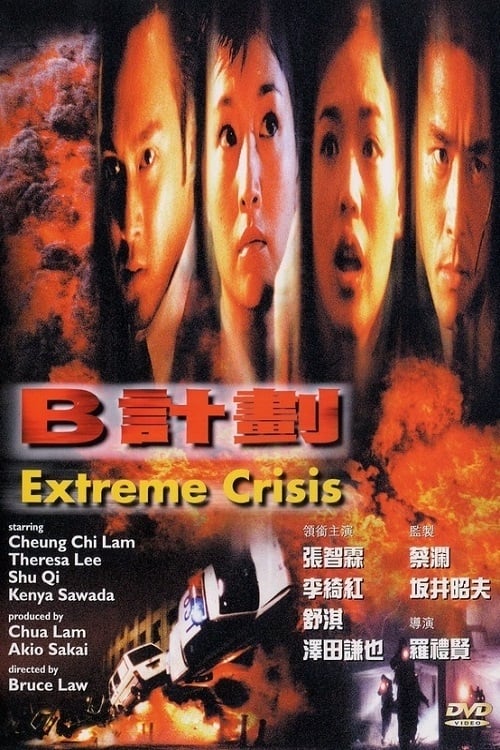 B計劃
Extreme Crisis
starring
Cheung Chi Lam
Theresa Lee
Shu Qi
Kenya Sawada
produced by
Chua Lam
Akio Sakai
directed by
Bruce Law
領銜主演
張智霖
李綺紅
舒淇
澤田謙也
監製
蔡瀾
坂井昭夫
導演
羅禮賢
DVD
VIDEO